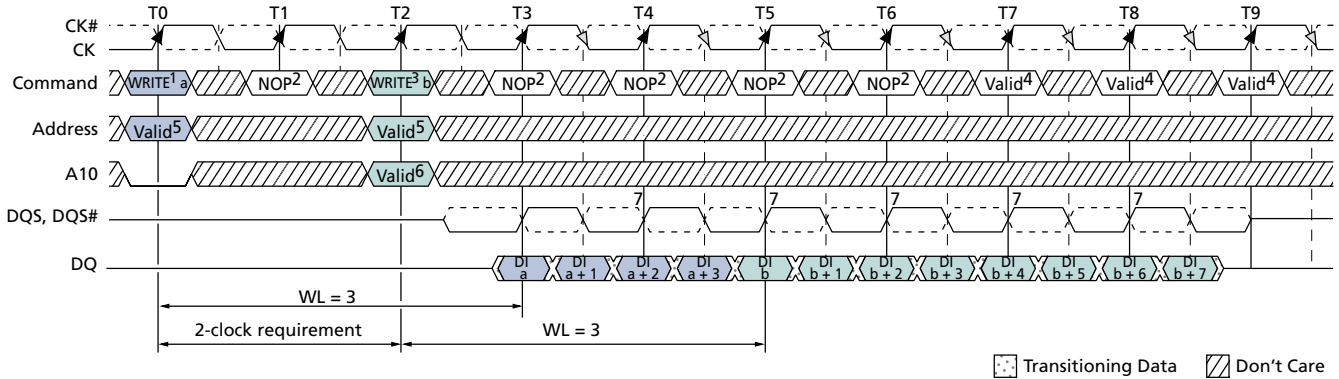 T0 T1 T2 T3 T4 T5 T6 T7 T8 T9
CK#
CK
Command WRITE¹ a NOP² WRITE³ b NOP² NOP² NOP² NOP² Valid⁴ Valid⁴ Valid⁴
Address Valid⁵ Valid⁵
A10 Valid⁶
7 7 7 7 7
DQS, DQS#
DQ DI a DI a + 1 DI a + 2 DI a + 3 DI b DI b + 1 DI b + 2 DI b + 3 DI b + 4 DI b + 5 DI b + 6 DI b + 7
WL = 3
2-clock requirement WL = 3
Transitioning Data Don't Care